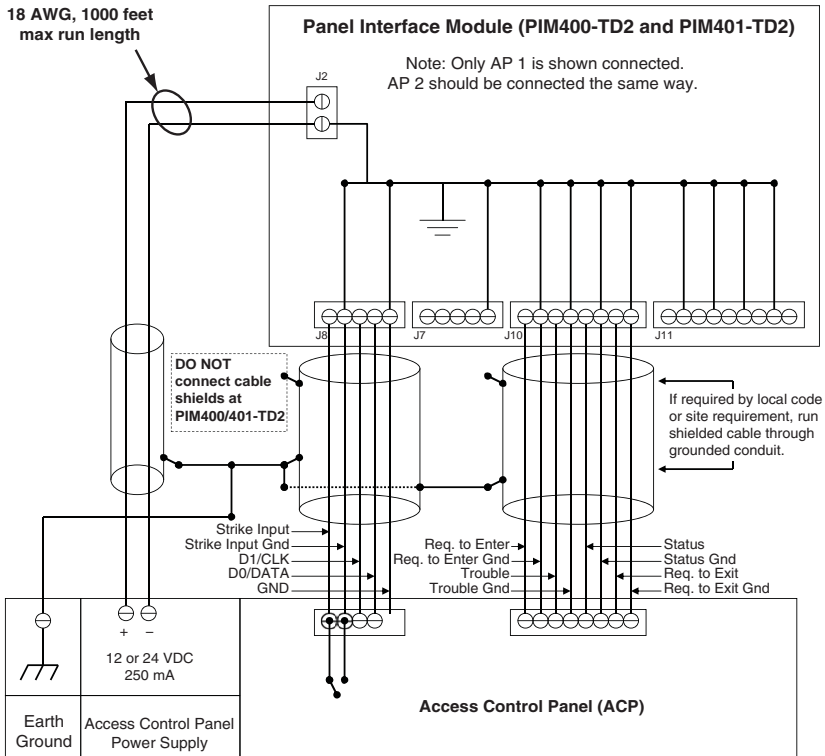 18 AWG, 1000 feet
max run length
Panel Interface Module (PIM400-TD2 and PIM401-TD2)
Note: Only AP 1 is shown connected.
AP 2 should be connected the same way.
J2
J8
J7
J10
J11
DO NOT
connect cable
shields at
PIM400/401-TD2
If required by local code
or site requirement, run
shielded cable through
grounded conduit.
Strike Input
Strike Input Gnd
D1/CLK
D0/DATA
GND
Req. to Enter
Req. to Enter Gnd
Trouble
Trouble Gnd
Status
Status Gnd
Req. to Exit
Req. to Exit Gnd
+ −
12 or 24 VDC
250 mA
Earth
Ground
Access Control Panel
Power Supply
Access Control Panel (ACP)